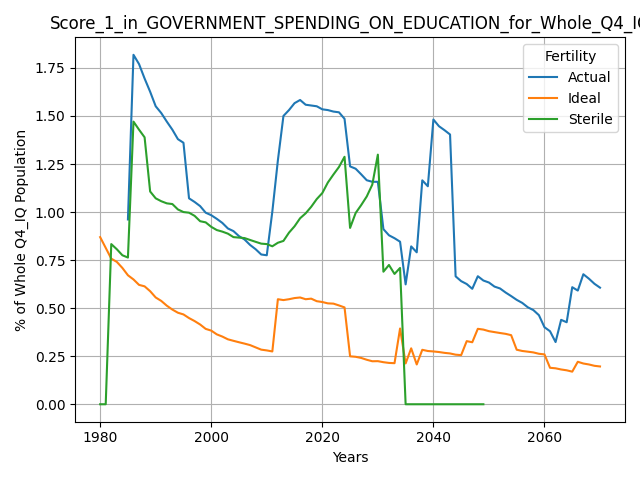 Score_1_in_GOVERNMENT_SPENDING_ON_EDUCATION_for_Whole_Q4_IQ
Fertility
Actual
Ideal
Sterile
% of Whole Q4_IQ Population
1.75
1.50
1.25
1.00
0.75
0.50
0.25
0.00
1980 2000 2020 2040 2060
Years